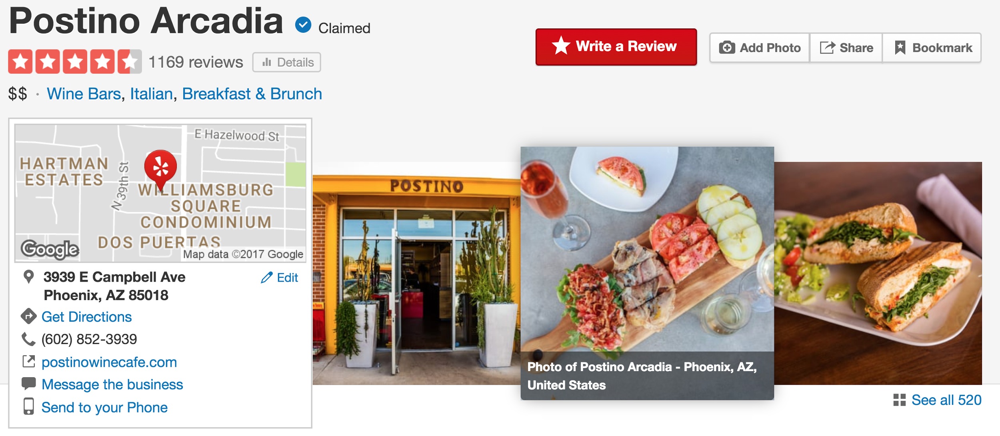 Postino Arcadia Claimed
1169 reviews Details
$$ · Wine Bars, Italian, Breakfast & Brunch
Write a Review
Add Photo
Share
Bookmark
E Hazelwood St
HARTMAN
ESTATES
N 39th St
WILLIAMSBURG
SQUARE
CONDOMINIUM
DOS PUERTAS
Google
Map data ©2017 Google
3939 E Campbell Ave
Phoenix, AZ 85018
Edit
Get Directions
(602) 852-3939
postinowinecafe.com
Message the business
Send to your Phone
POSTINO
Photo of Postino Arcadia - Phoenix, AZ,
United States
See all 520